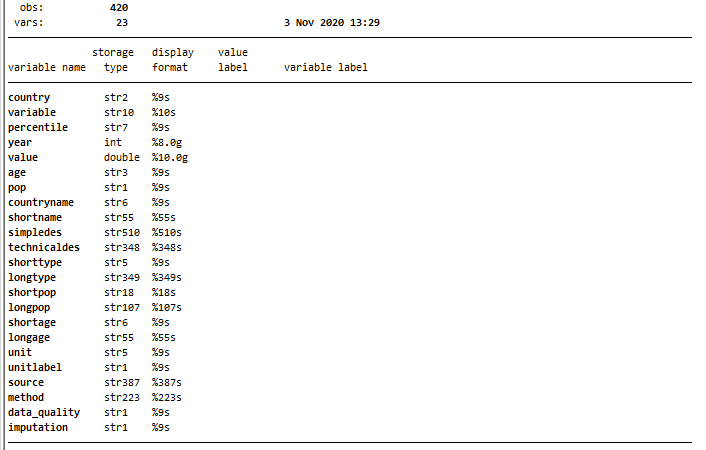 obs: 420
vars: 23 3 Nov 2020 13:29
storage display value
variable name type format label variable label
country str2 %9s
variable str10 %10s
percentile str7 %9s
year int %8.0g
value double %10.0g
age str3 %9s
pop str1 %9s
countryname str6 %9s
shortname str55 %55s
simpledes str510 %510s
technicaldes str348 %348s
shorttype str5 %9s
longtype str349 %349s
shortpop str18 %18s
longpop str107 %107s
shortage str6 %9s
longage str55 %55s
unit str5 %9s
unitlabel str1 %9s
source str387 %387s
method str223 %223s
data_quality str1 %9s
imputation str1 %9s